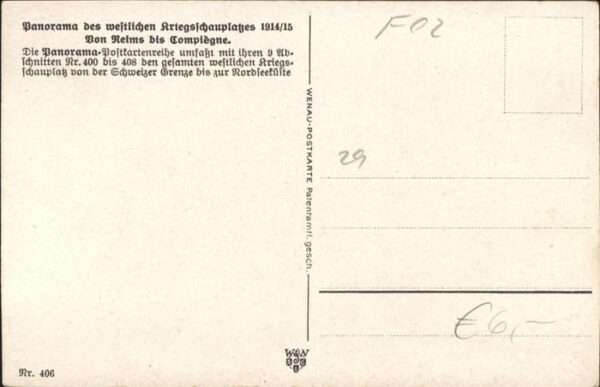 Panorama des westlichen Kriegsschauplatzes 1914/15
Von Reims bis Compiègne.
Die Panorama-Postkartenreihe umfaßt mit ihren 9 Ab-
schnitten Nr. 400 bis 408 den gesamten westlichen Kriegs-
schauplatz von der Schweizer Grenze bis zur Nordseeküste
WENAU-POSTKARTE Patentamtl. gesch.
F02
29
€6,-
Nr. 406